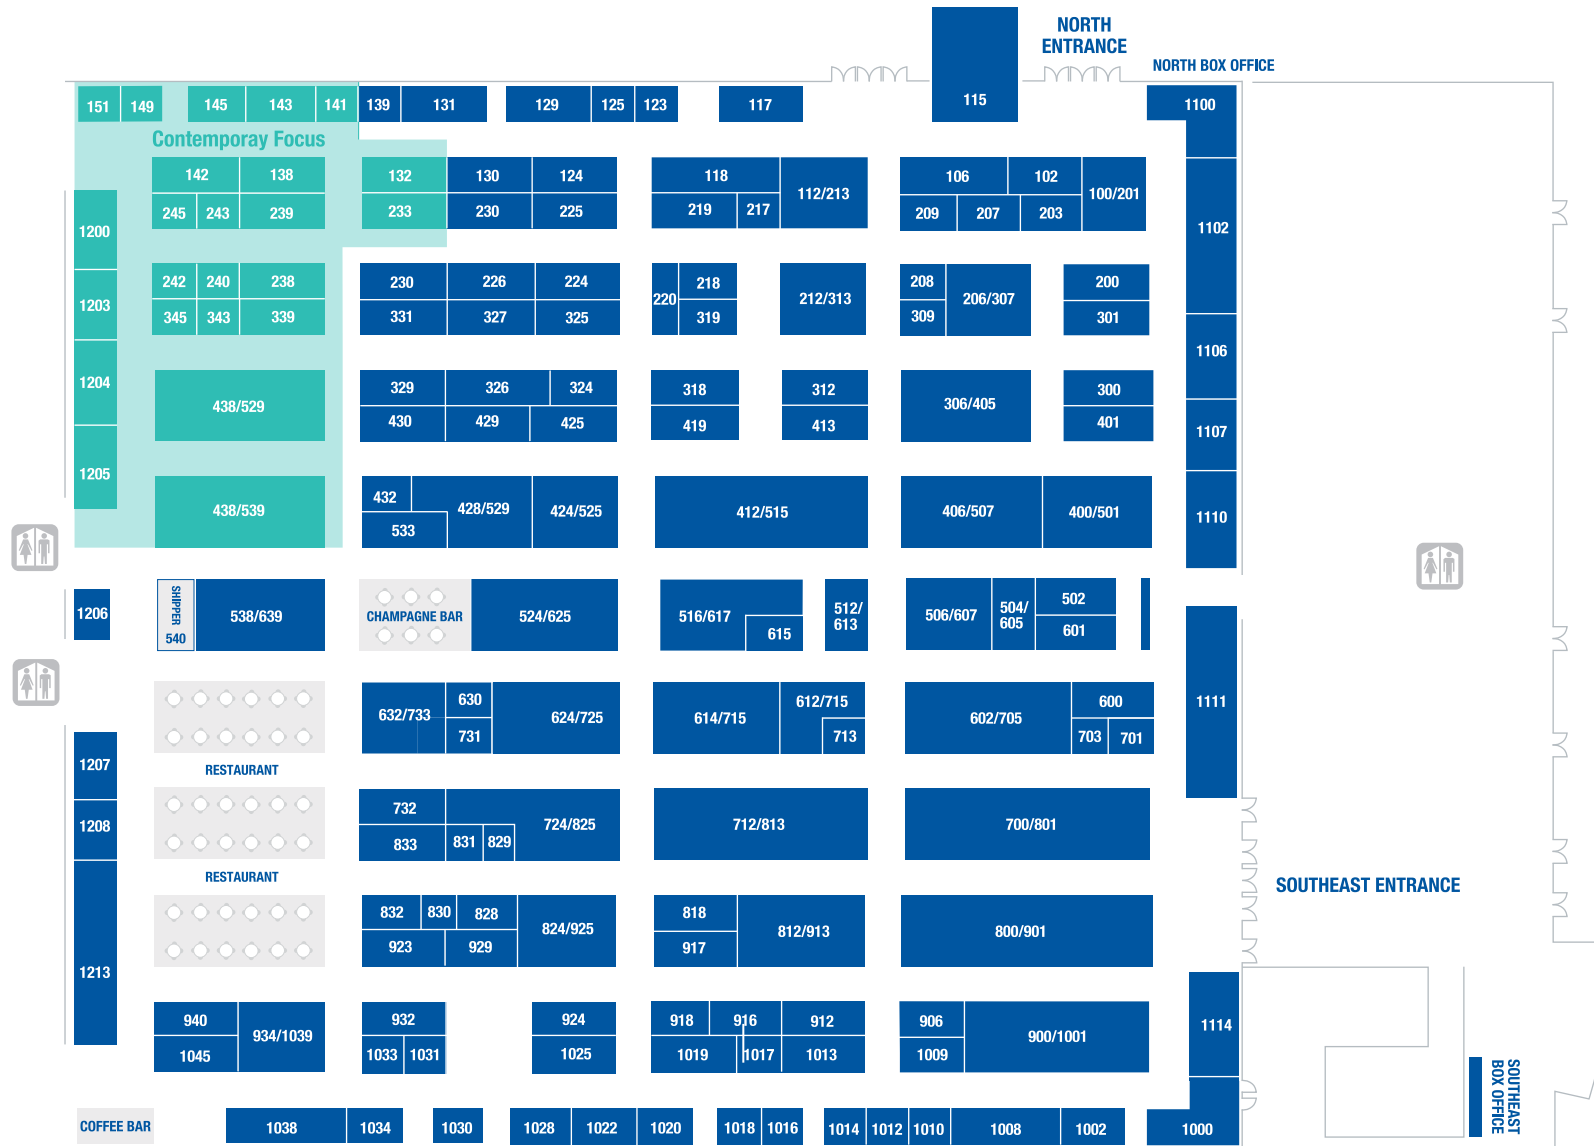 NORTH
ENTRANCE
NORTH BOX OFFICE
115
151 149 145 143 141 139 131 129 125 123 117 1100
Contemporay Focus
142 138 132 130 124 118 112/213 106 102 100/201
245 243 239 233 230 225 219 217 209 207 203
1200 1102
242 240 238 230 226 224 220 218 212/313 208 206/307 200
1203 345 343 339 331 327 325 319 309 301
1106
1204 438/529 329 326 324 318 312 306/405 300
430 429 425 419 413 401 1107
1205 438/539 432 428/529 424/525 412/515 406/507 400/501 1110
533
1206 SHIPPER
540 538/639 CHAMPAGNE BAR 524/625 516/617 615 512/
613 506/607 504/
605 502
601
632/733 630 624/725 614/715 612/715 602/705 600 1111
731 713 703 701
RESTAURANT
1207
732 724/825 712/813 700/801
1208 833 831 829
RESTAURANT
SOUTHEAST ENTRANCE
832 830 828 824/925 818 812/913 800/901
923 929 917
1213
940 934/1039 932 924 918 916 912 906 900/1001 1114
1045 1033 1031 1025 1019 1017 1013 1009
SOUTHEAST
BOX OFFICE
COFFEE BAR 1038 1034 1030 1028 1022 1020 1018 1016 1014 1012 1010 1008 1002 1000